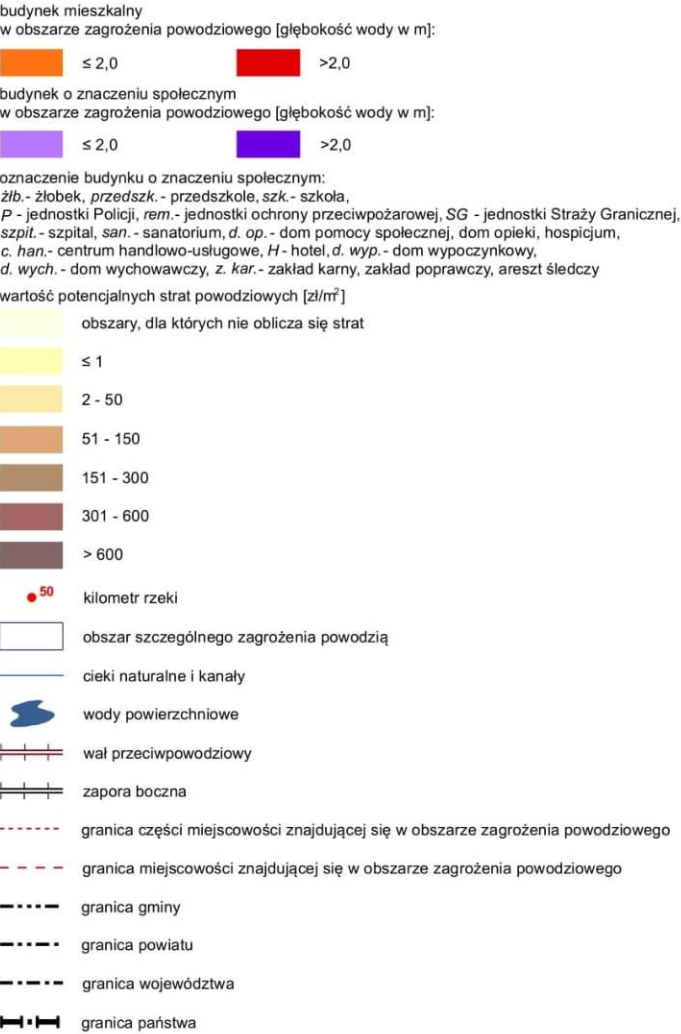 budynek mieszkalny
w obszarze zagrożenia powodziowego [głębokość wody w m]:
≤ 2,0 >2,0
budynek o znaczeniu społecznym
w obszarze zagrożenia powodziowego [głębokość wody w m]:
≤ 2,0 >2,0
oznaczenie budynku o znaczeniu społecznym:
żłb.- żłobek, przedszk.- przedszkole, szk.- szkoła,
P - jednostki Policji, rem.- jednostki ochrony przeciwpożarowej, SG - jednostki Straży Granicznej,
szpit.- szpital, san.- sanatorium, d. op.- dom pomocy społecznej, dom opieki, hospicjum,
c. han.- centrum handlowo-usługowe, H- hotel, d. wyp.- dom wypoczynkowy,
d. wych.- dom wychowawczy, z. kar.- zakład karny, zakład poprawczy, areszt śledczy
wartość potencjalnych strat powodziowych [zł/m²]
obszary, dla których nie oblicza się strat
≤ 1
2 - 50
51 - 150
151 - 300
301 - 600
> 600
50 kilometr rzeki
obszar szczególnego zagrożenia powodzią
cieki naturalne i kanały
wody powierzchniowe
wał przeciwpowodziowy
zapora boczna
granica części miejscowości znajdującej się w obszarze zagrożenia powodziowego
granica miejscowości znajdującej się w obszarze zagrożenia powodziowego
granica gminy
granica powiatu
granica województwa
granica państwa